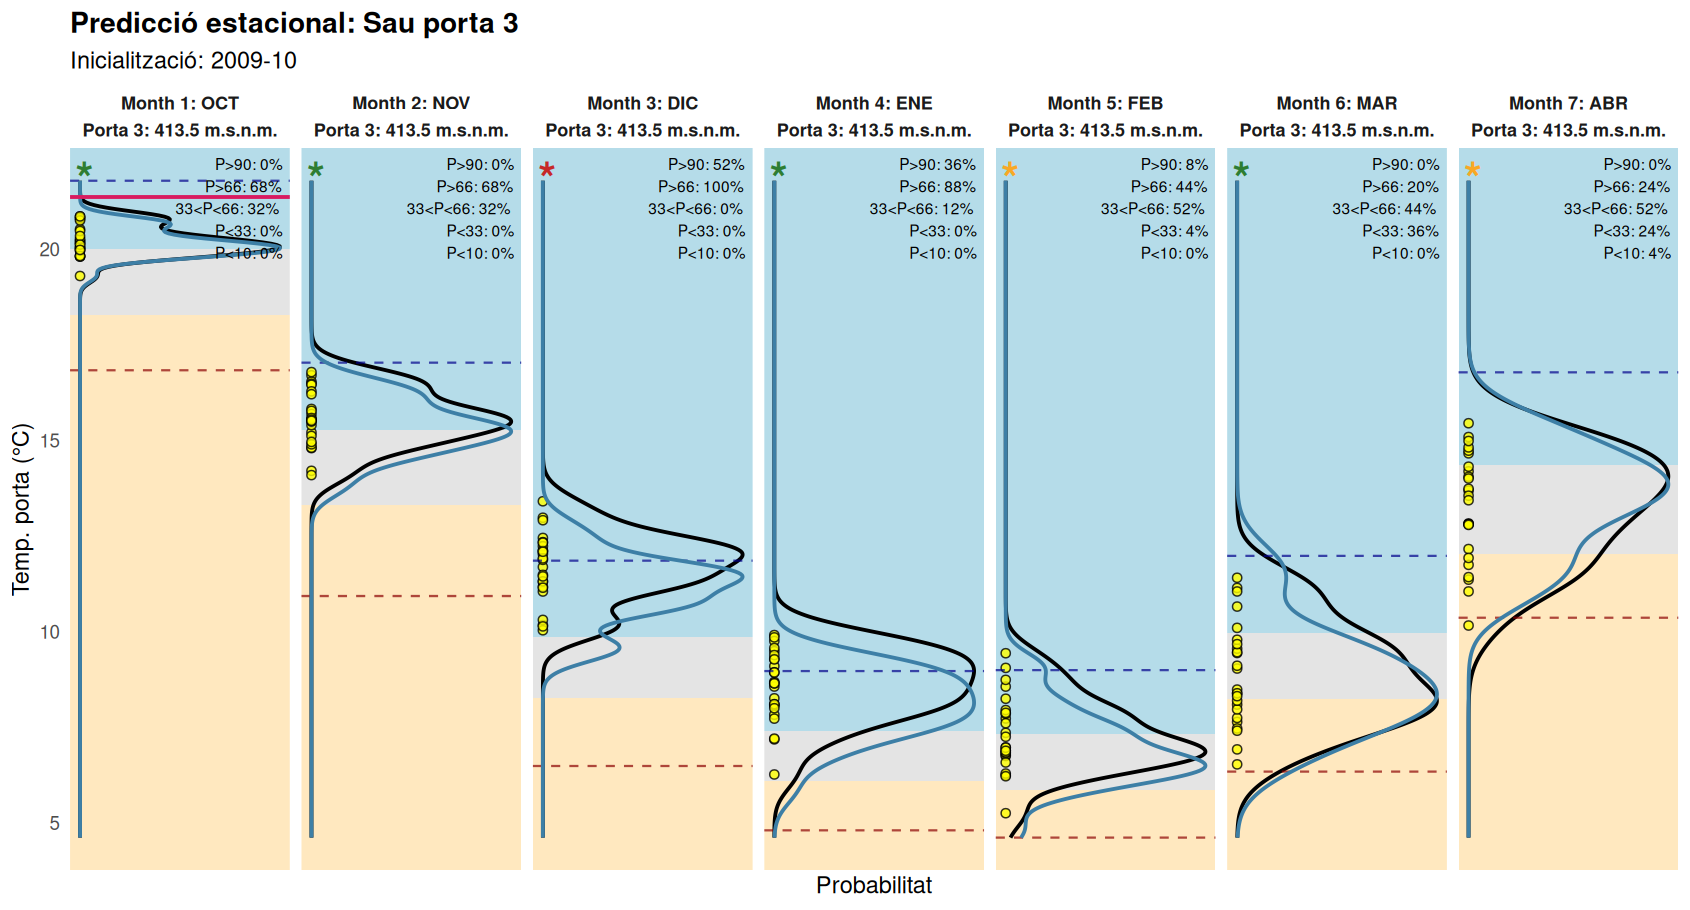 Predicció estacional: Sau porta 3
Inicialització: 2009-10
Month 1: OCT
Porta 3: 413.5 m.s.n.m.
Month 2: NOV
Porta 3: 413.5 m.s.n.m.
Month 3: DIC
Porta 3: 413.5 m.s.n.m.
Month 4: ENE
Porta 3: 413.5 m.s.n.m.
Month 5: FEB
Porta 3: 413.5 m.s.n.m.
Month 6: MAR
Porta 3: 413.5 m.s.n.m.
Month 7: ABR
Porta 3: 413.5 m.s.n.m.
*
P>90: 0%
P>66: 68%
33<P<66: 32%
P<33: 0%
P<10: 0%
*
P>90: 0%
P>66: 68%
33<P<66: 32%
P<33: 0%
P<10: 0%
*
P>90: 52%
P>66: 100%
33<P<66: 0%
P<33: 0%
P<10: 0%
*
P>90: 36%
P>66: 88%
33<P<66: 12%
P<33: 0%
P<10: 0%
*
P>90: 8%
P>66: 44%
33<P<66: 52%
P<33: 4%
P<10: 0%
*
P>90: 0%
P>66: 20%
33<P<66: 44%
P<33: 36%
P<10: 0%
*
P>90: 0%
P>66: 24%
33<P<66: 52%
P<33: 24%
P<10: 4%
Temp. porta (°C)
20
15
10
5
Probabilitat